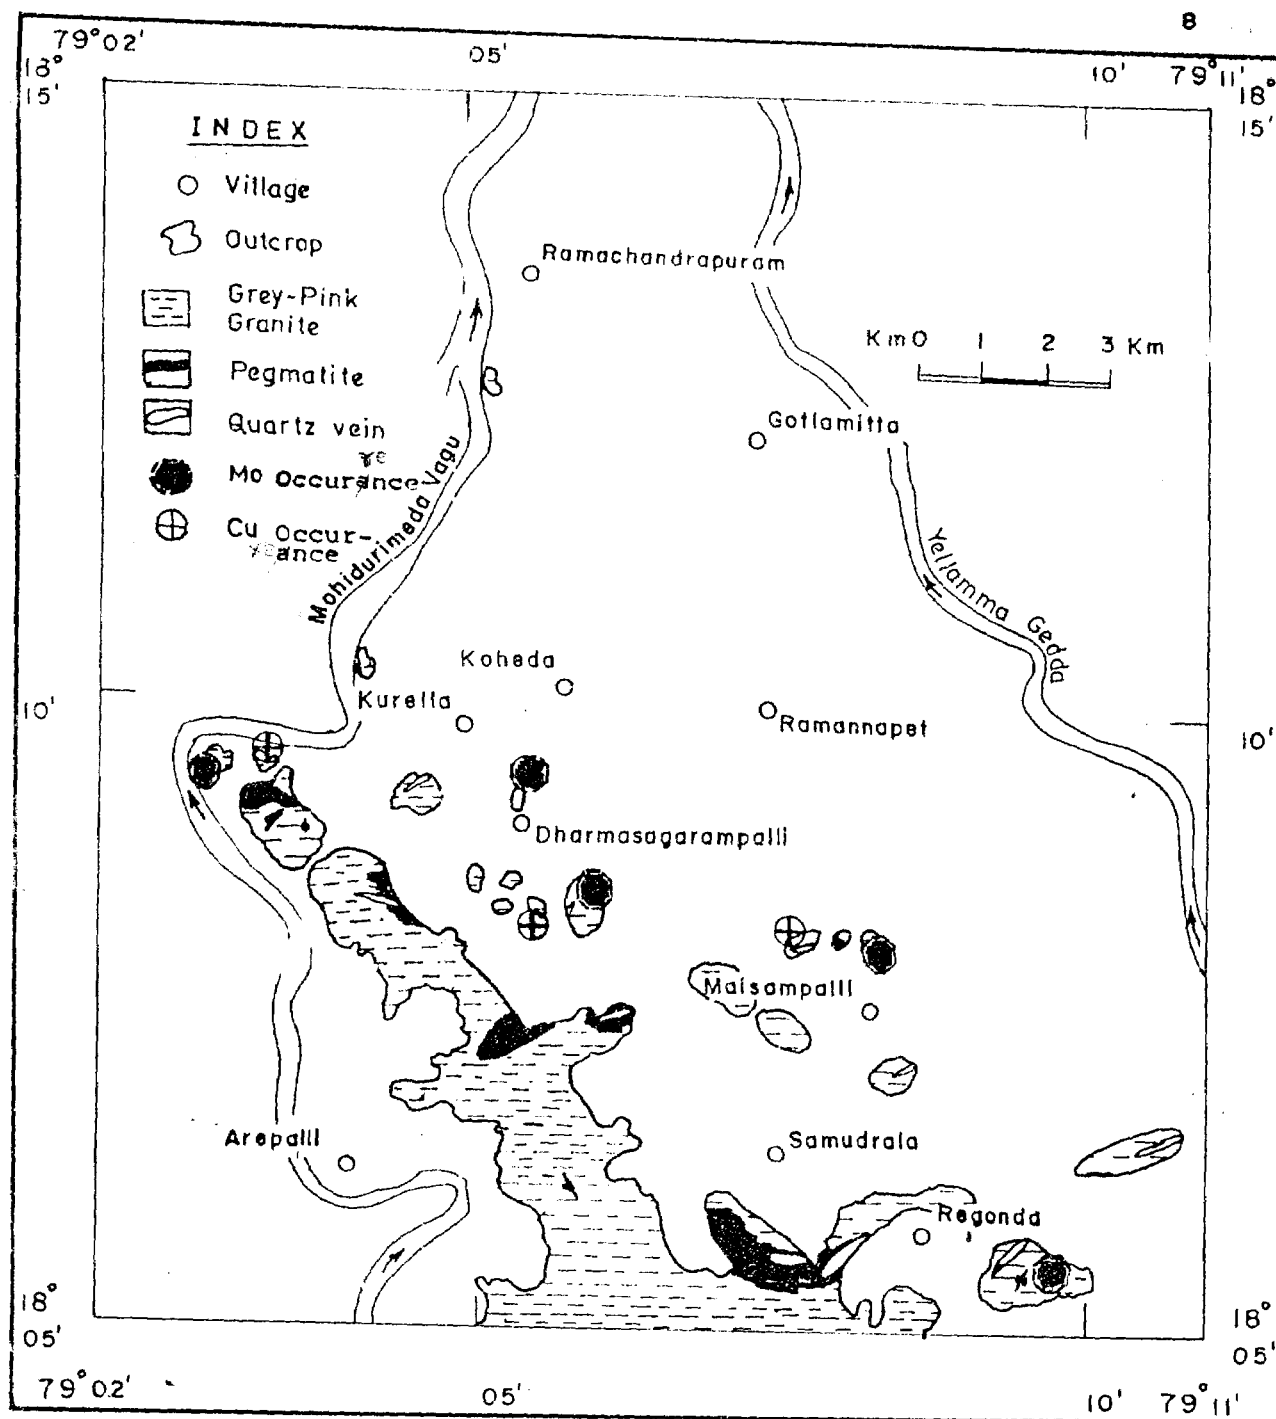 8
79°02'
05'
10'
79°11'
18°
15'
18°
15'
INDEX
Village
Outcrop
Grey-Pink
Granite
Pegmatite
Quartz vein
re
Mo Occurance
Cu Occur-
ance
Ramachandrapuram
Km 0 1 2 3 Km
Gotlamitta
Mohidurimeda Vagu
Yellamma Gedda
Koheda
Kurella
Ramannapet
10'
10'
Dharmasagarampalli
Maisampalli
Arepalli
Samudrala
Regonda
18°
05'
18°
05'
79°02'
05'
10'
79°11'